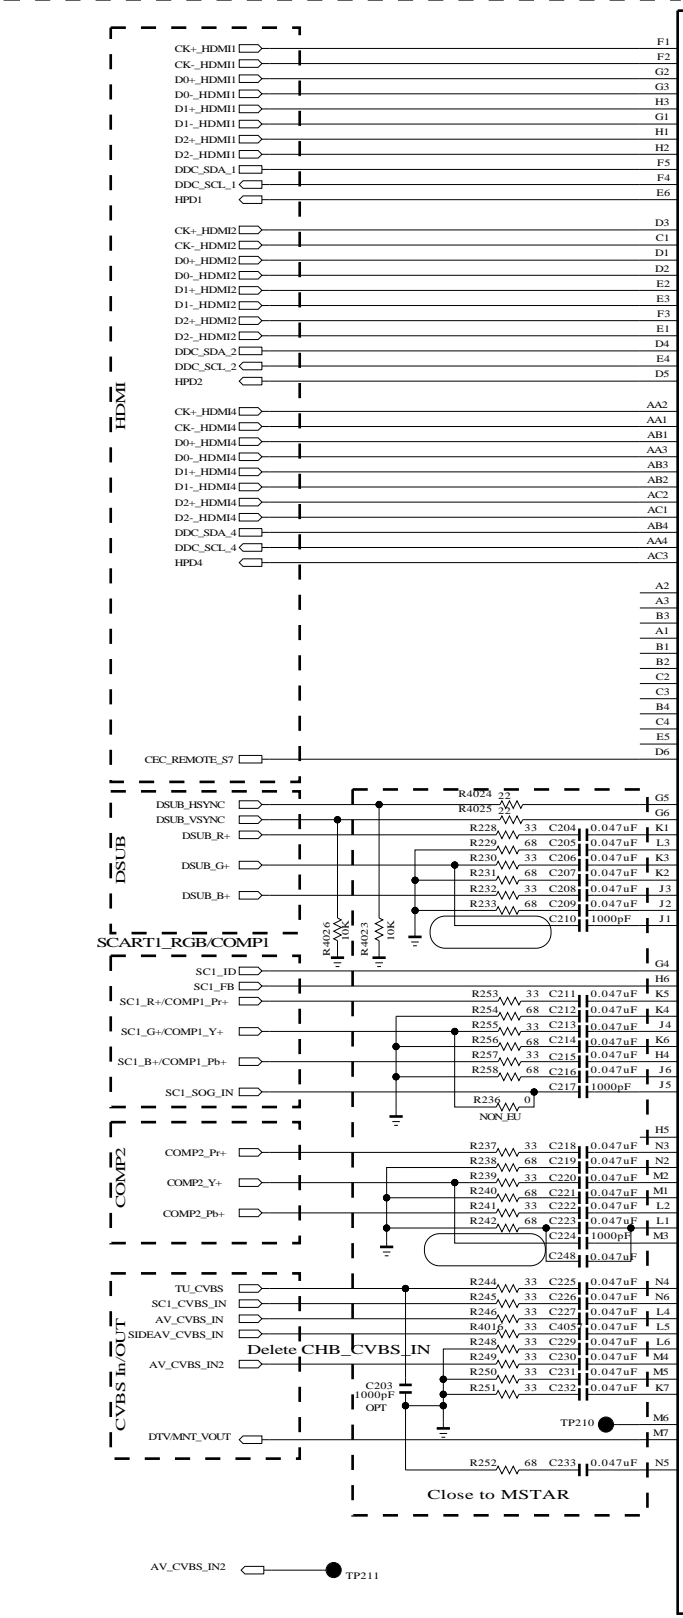 CK+_HDMI1 F1
CK-_HDMI1 F2
D0+_HDMI1 G2
D0-_HDMI1 G3
D1+_HDMI1 H3
D1-_HDMI1 G1
D2+_HDMI1 H1
D2-_HDMI1 H2
DDC_SDA_1 F5
DDC_SCL_1 F4
HPD1 E6
CK+_HDMI2 D3
CK-_HDMI2 C1
D0+_HDMI2 D1
D0-_HDMI2 D2
D1+_HDMI2 E2
D1-_HDMI2 E3
D2+_HDMI2 F3
D2-_HDMI2 E1
DDC_SDA_2 D4
DDC_SCL_2 E4
HPD2 D5
HDMI
CK+_HDMI4 AA2
CK-_HDMI4 AA1
D0+_HDMI4 AB1
D0-_HDMI4 AA3
D1+_HDMI4 AB3
D1-_HDMI4 AB2
D2+_HDMI4 AC2
D2-_HDMI4 AC1
DDC_SDA_4 AB4
DDC_SCL_4 AA4
HPD4 AC3
A2
A3
B3
A1
B1
B2
C2
C3
B4
C4
E5
CEC_REMOTE_S7 D6
DSUB
DSUB_HSYNC R4024 22 G5
DSUB_VSYNC R4025 22 G6
DSUB_R+ R228 33 C204 0.047uF K1
R229 68 C205 0.047uF L3
DSUB_G+ R230 33 C206 0.047uF K3
R231 68 C207 0.047uF K2
DSUB_B+ R232 33 C208 0.047uF J3
R233 68 C209 0.047uF J2
C210 1000pF J1
R4026 10K
R4023 10K
SCART1_RGB/COMP1
SC1_ID G4
SC1_FB H6
SC1_R+/COMP1_Pr+ R253 33 C211 0.047uF K5
R254 68 C212 0.047uF K4
SC1_G+/COMP1_Y+ R255 33 C213 0.047uF J4
R256 68 C214 0.047uF K6
SC1_B+/COMP1_Pb+ R257 33 C215 0.047uF H4
R258 68 C216 0.047uF J6
SC1_SOG_IN C217 1000pF J5
R236 0
NON_EU
COMP2
H5
COMP2_Pr+ R237 33 C218 0.047uF N3
R238 68 C219 0.047uF N2
COMP2_Y+ R239 33 C220 0.047uF M2
R240 68 C221 0.047uF M1
COMP2_Pb+ R241 33 C222 0.047uF L2
R242 68 C223 0.047uF L1
C224 1000pF M3
C248 0.047uF
CVBS In/OUT
TU_CVBS R244 33 C225 0.047uF N4
SC1_CVBS_IN R245 33 C226 0.047uF N6
AV_CVBS_IN R246 33 C227 0.047uF L4
SIDEAV_CVBS_IN R4016 33 C4057 0.047uF L5
Delete CHB_CVBS_IN R248 33 C229 0.047uF L6
AV_CVBS_IN2 R249 33 C230 0.047uF M4
R250 33 C231 0.047uF M5
R251 33 C232 0.047uF K7
C203
1000pF
OPT
TP210 M6
DTV/MNT_VOUT M7
R252 68 C233 0.047uF N5
Close to MSTAR
AV_CVBS_IN2 TP211